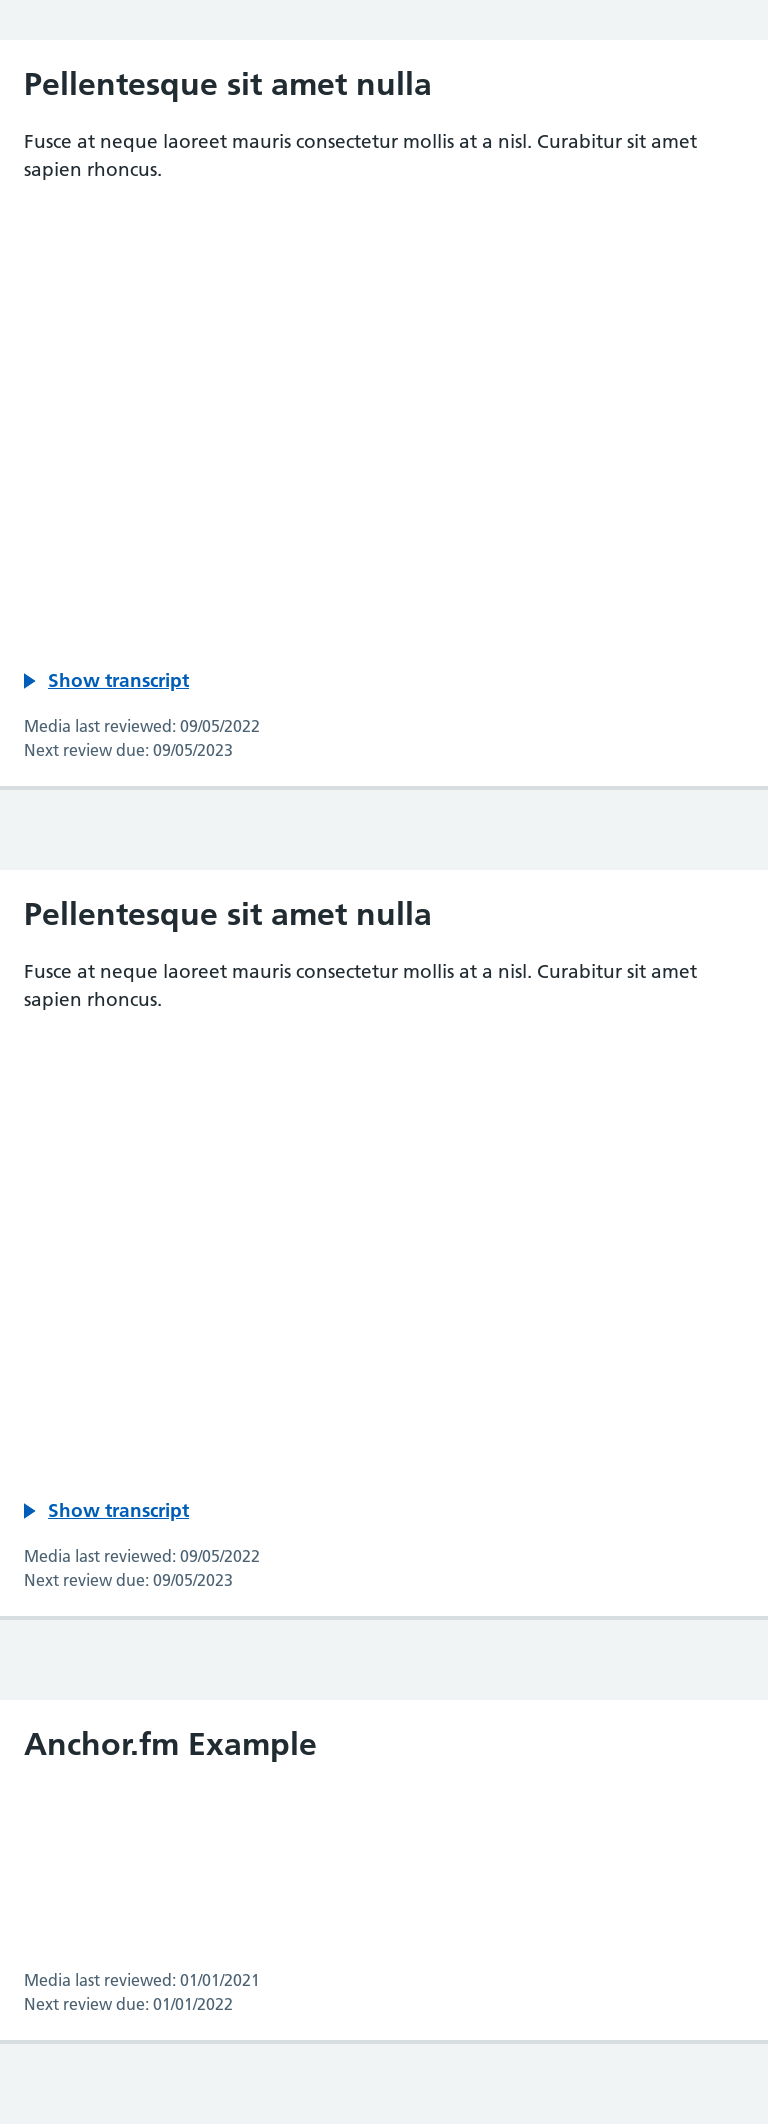 Pellentesque sit amet nulla
Fusce at neque laoreet mauris consectetur mollis at a nisl. Curabitur sit amet
sapien rhoncus.
Show transcript
Media last reviewed: 09/05/2022
Next review due: 09/05/2023
Pellentesque sit amet nulla
Fusce at neque laoreet mauris consectetur mollis at a nisl. Curabitur sit amet
sapien rhoncus.
Show transcript
Media last reviewed: 09/05/2022
Next review due: 09/05/2023
Anchor.fm Example
Media last reviewed: 01/01/2021
Next review due: 01/01/2022